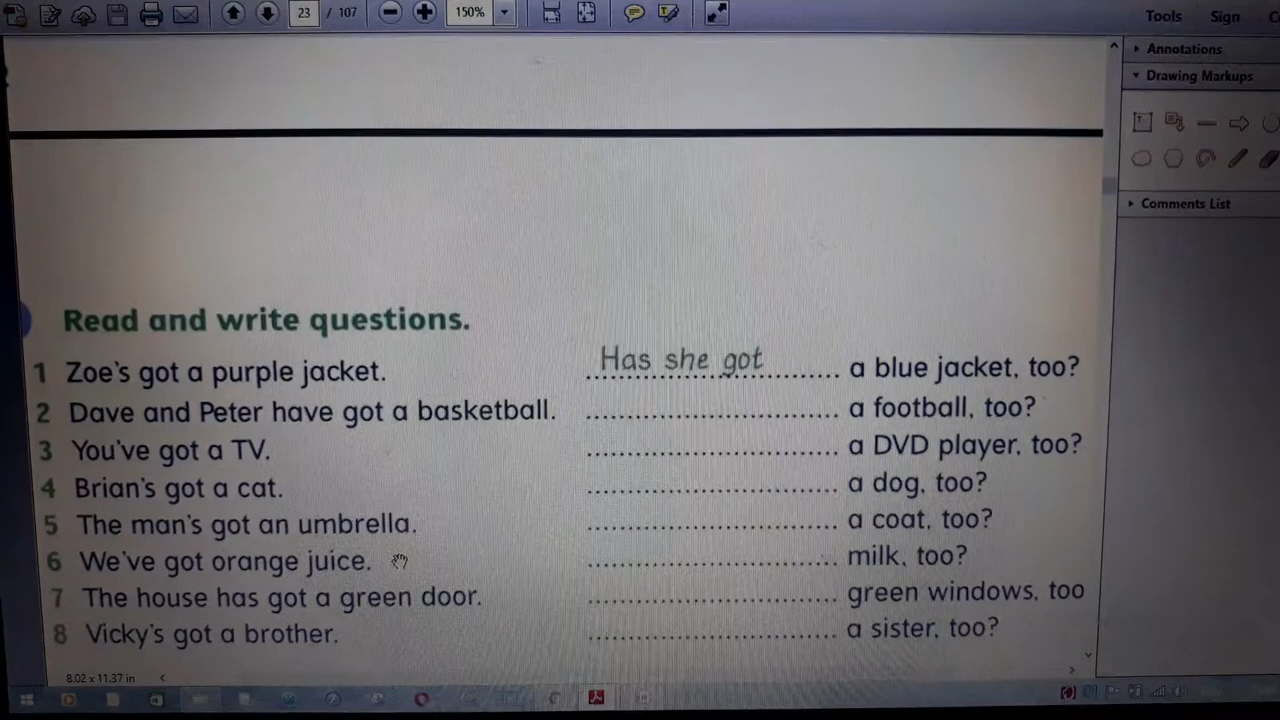 23 / 107 150% Tools Sign
Annotations
Drawing Markups
Comments List
Read and write questions.
1 Zoe's got a purple jacket. Has she got a blue jacket, too?
2 Dave and Peter have got a basketball. ........................................ a football, too?
3 You've got a TV. ........................................ a DVD player, too?
4 Brian's got a cat. ........................................ a dog, too?
5 The man's got an umbrella. ........................................ a coat, too?
6 We've got orange juice. ........................................ milk, too?
7 The house has got a green door. ........................................ green windows, too
8 Vicky's got a brother. ........................................ a sister, too?
8.02 x 11.37 in